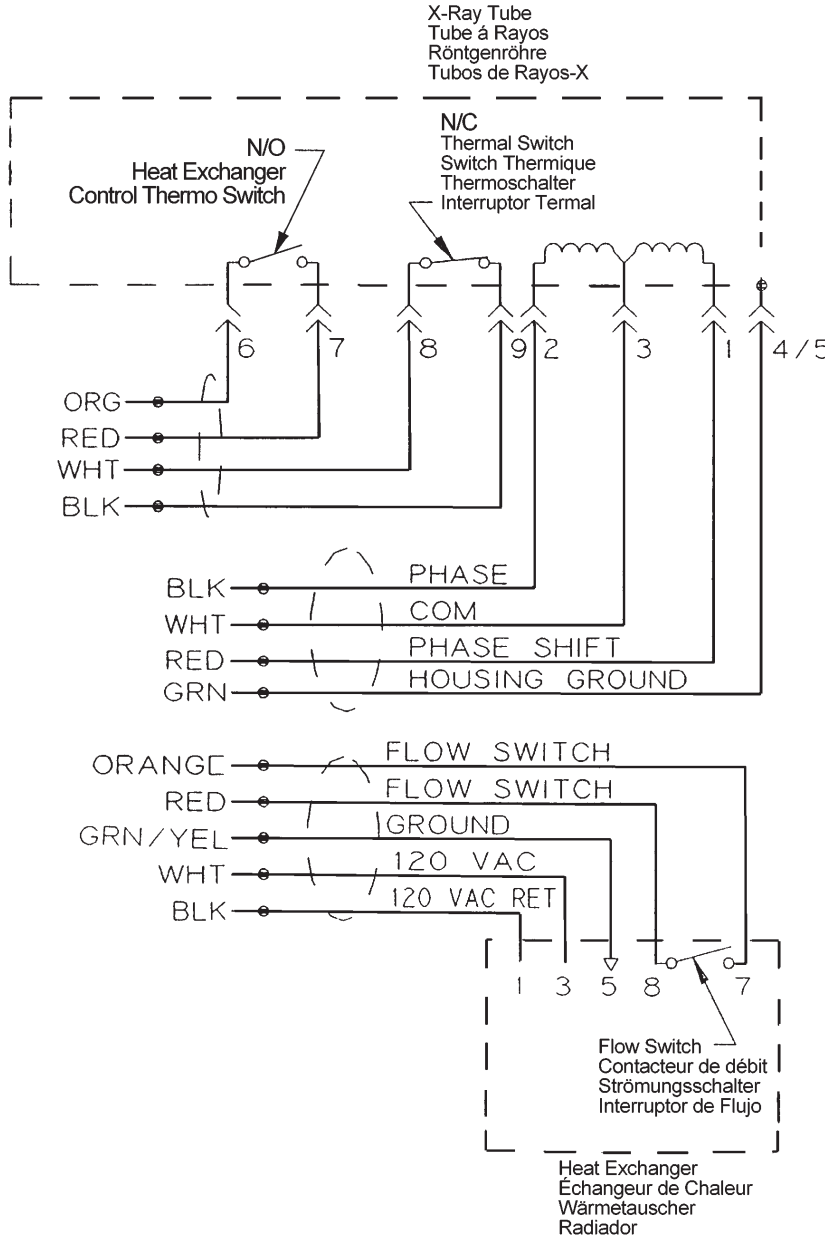 X-Ray Tube
Tube á Rayos
Röntgenröhre
Tubos de Rayos-X
N/O
Heat Exchanger
Control Thermo Switch
N/C
Thermal Switch
Switch Thermique
Thermoschalter
Interruptor Termal
6 7 8 9 2 3 1 4/5
ORG
RED
WHT
BLK
BLK PHASE
WHT COM
RED PHASE SHIFT
GRN HOUSING GROUND
ORANGE FLOW SWITCH
RED FLOW SWITCH
GRN/YEL GROUND
WHT 120 VAC
BLK 120 VAC RET
1 3 5 8 7
Flow Switch
Contacteur de débit
Strömungsschalter
Interruptor de Flujo
Heat Exchanger
Échangeur de Chaleur
Wärmetauscher
Radiador